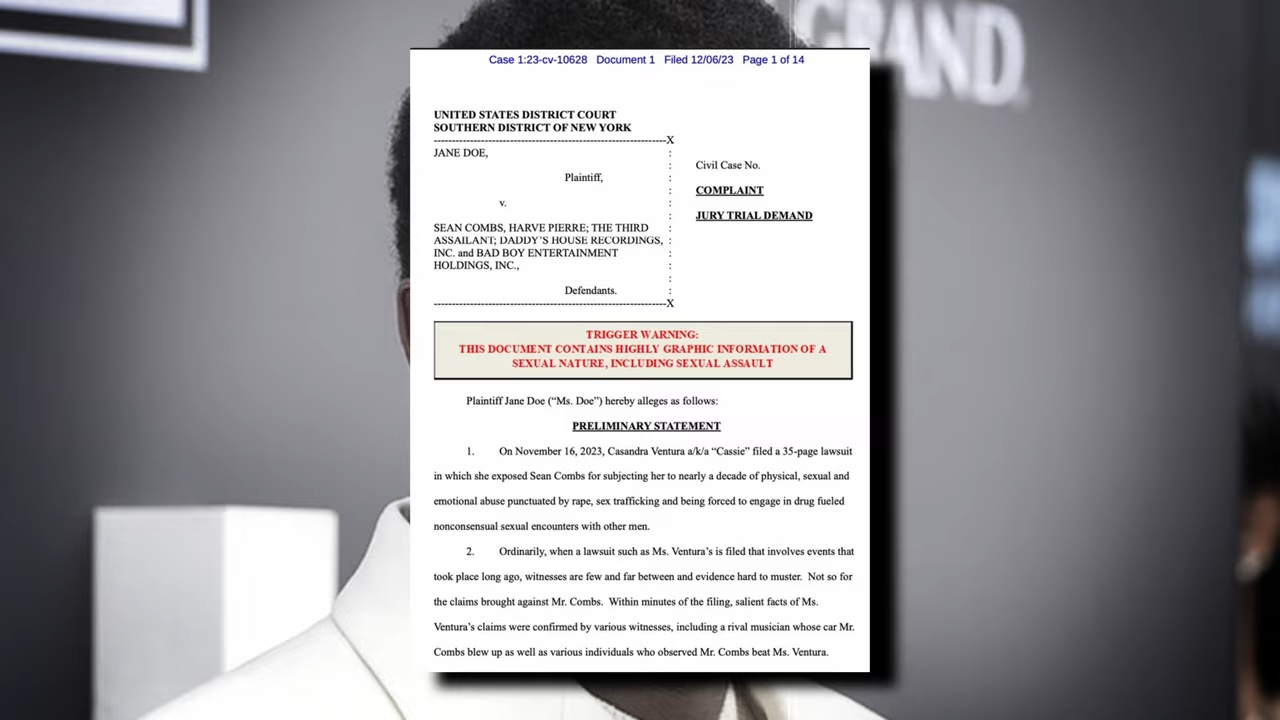 GRAND
Case 1:23-cv-10628 Document 1 Filed 12/06/23 Page 1 of 14
UNITED STATES DISTRICT COURT
SOUTHERN DISTRICT OF NEW YORK
----------------------------------------------------------------X
JANE DOE,
Plaintiff,
v.
SEAN COMBS, HARVE PIERRE; THE THIRD
ASSAILANT; DADDY'S HOUSE RECORDINGS,
INC. and BAD BOY ENTERTAINMENT
HOLDINGS, INC.,
Defendants.
----------------------------------------------------------------X
Civil Case No.
COMPLAINT
JURY TRIAL DEMAND
TRIGGER WARNING:
THIS DOCUMENT CONTAINS HIGHLY GRAPHIC INFORMATION OF A
SEXUAL NATURE, INCLUDING SEXUAL ASSAULT
Plaintiff Jane Doe (“Ms. Doe”) hereby alleges as follows:
PRELIMINARY STATEMENT
1. On November 16, 2023, Casandra Ventura a/k/a “Cassie” filed a 35-page lawsuit
in which she exposed Sean Combs for subjecting her to nearly a decade of physical, sexual and
emotional abuse punctuated by rape, sex trafficking and being forced to engage in drug fueled
nonconsensual sexual encounters with other men.
2. Ordinarily, when a lawsuit such as Ms. Ventura’s is filed that involves events that
took place long ago, witnesses are few and far between and evidence hard to muster. Not so for
the claims brought against Mr. Combs. Within minutes of the filing, salient facts of Ms.
Ventura’s claims were confirmed by various witnesses, including a rival musician whose car Mr.
Combs blew up as well as various individuals who observed Mr. Combs beat Ms. Ventura.